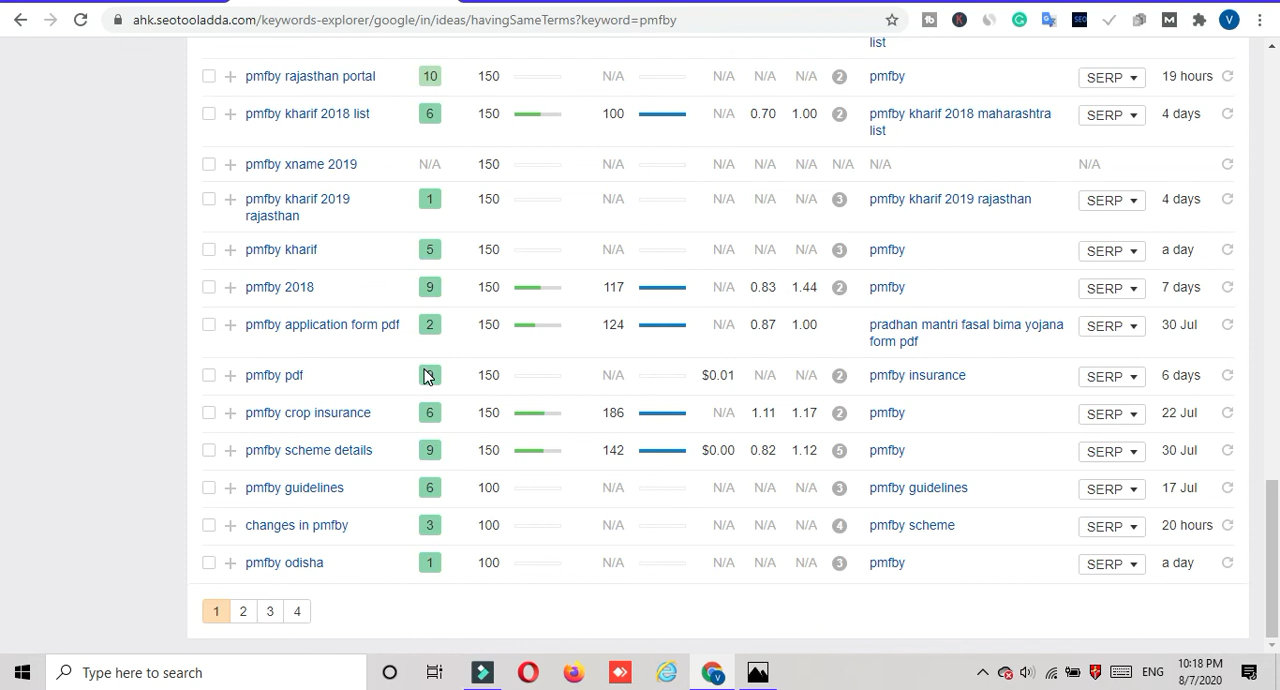 ahk.seotooladda.com/keywords-explorer/google/in/ideas/havingSameTerms?keyword=pmfby
list
pmfby rajasthan portal 10 150 N/A N/A N/A N/A 2 pmfby SERP 19 hours
pmfby kharif 2018 list 6 150 100 0.70 1.00 2 pmfby kharif 2018 maharashtra SERP 4 days
list
pmfby xname 2019 N/A 150 N/A N/A N/A N/A N/A N/A N/A
pmfby kharif 2019 1 150 N/A N/A N/A N/A 3 pmfby kharif 2019 rajasthan SERP 4 days
rajasthan
pmfby kharif 5 150 N/A N/A N/A N/A 3 pmfby SERP a day
pmfby 2018 9 150 117 N/A 0.83 1.44 2 pmfby SERP 7 days
pmfby application form pdf 2 150 124 N/A 0.87 1.00 pradhan mantri fasal bima yojana SERP 30 Jul
form pdf
pmfby pdf 150 N/A $0.01 N/A N/A 2 pmfby insurance SERP 6 days
pmfby crop insurance 6 150 186 N/A 1.11 1.17 2 pmfby SERP 22 Jul
pmfby scheme details 9 150 142 $0.00 0.82 1.12 5 pmfby SERP 30 Jul
pmfby guidelines 6 100 N/A N/A N/A N/A 3 pmfby guidelines SERP 17 Jul
changes in pmfby 3 100 N/A N/A N/A N/A 4 pmfby scheme SERP 20 hours
pmfby odisha 1 100 N/A N/A N/A N/A 3 pmfby SERP a day
1 2 3 4
Type here to search ENG 10:18 PM
8/7/2020